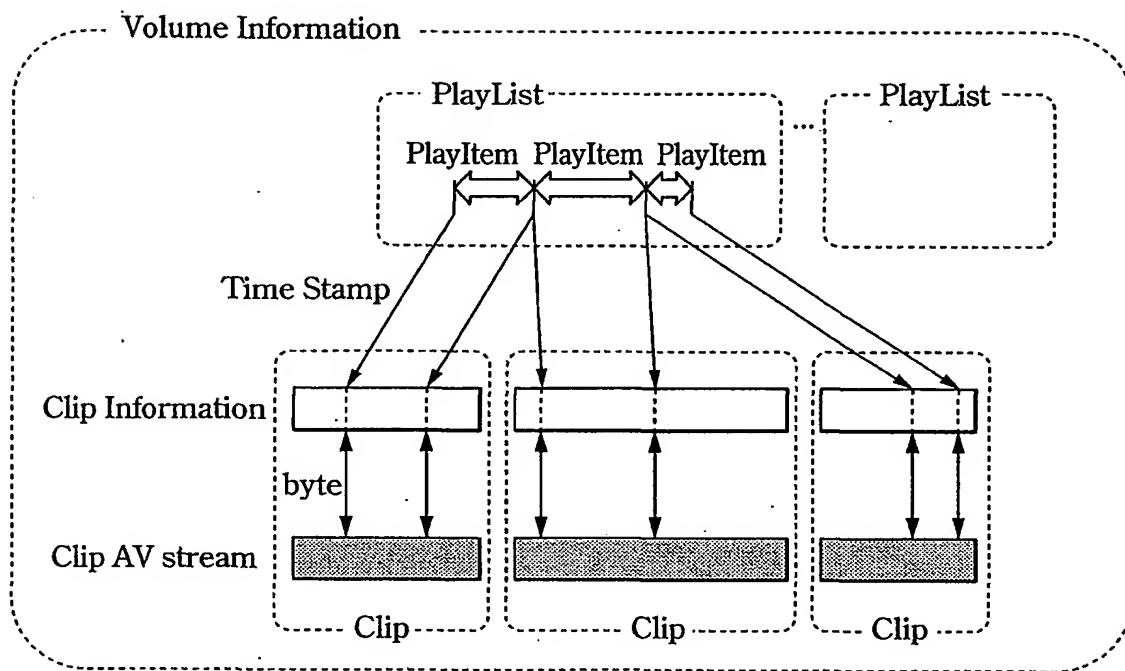 Volume Information
PlayList
PlayList
...
PlayItem PlayItem PlayItem
Time Stamp
Clip Information
byte
Clip AV stream
Clip
Clip
Clip